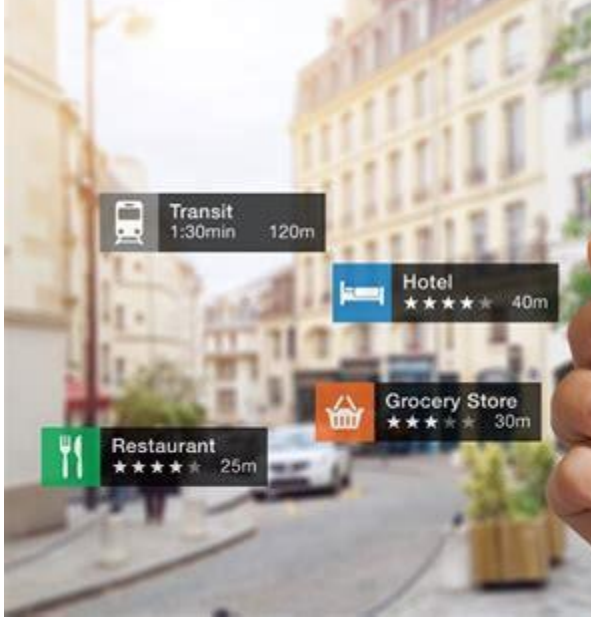 Transit
1:30min 120m
Hotel
★★★★★ 40m
Grocery Store
★★★★★ 30m
Restaurant
★★★★★ 25m